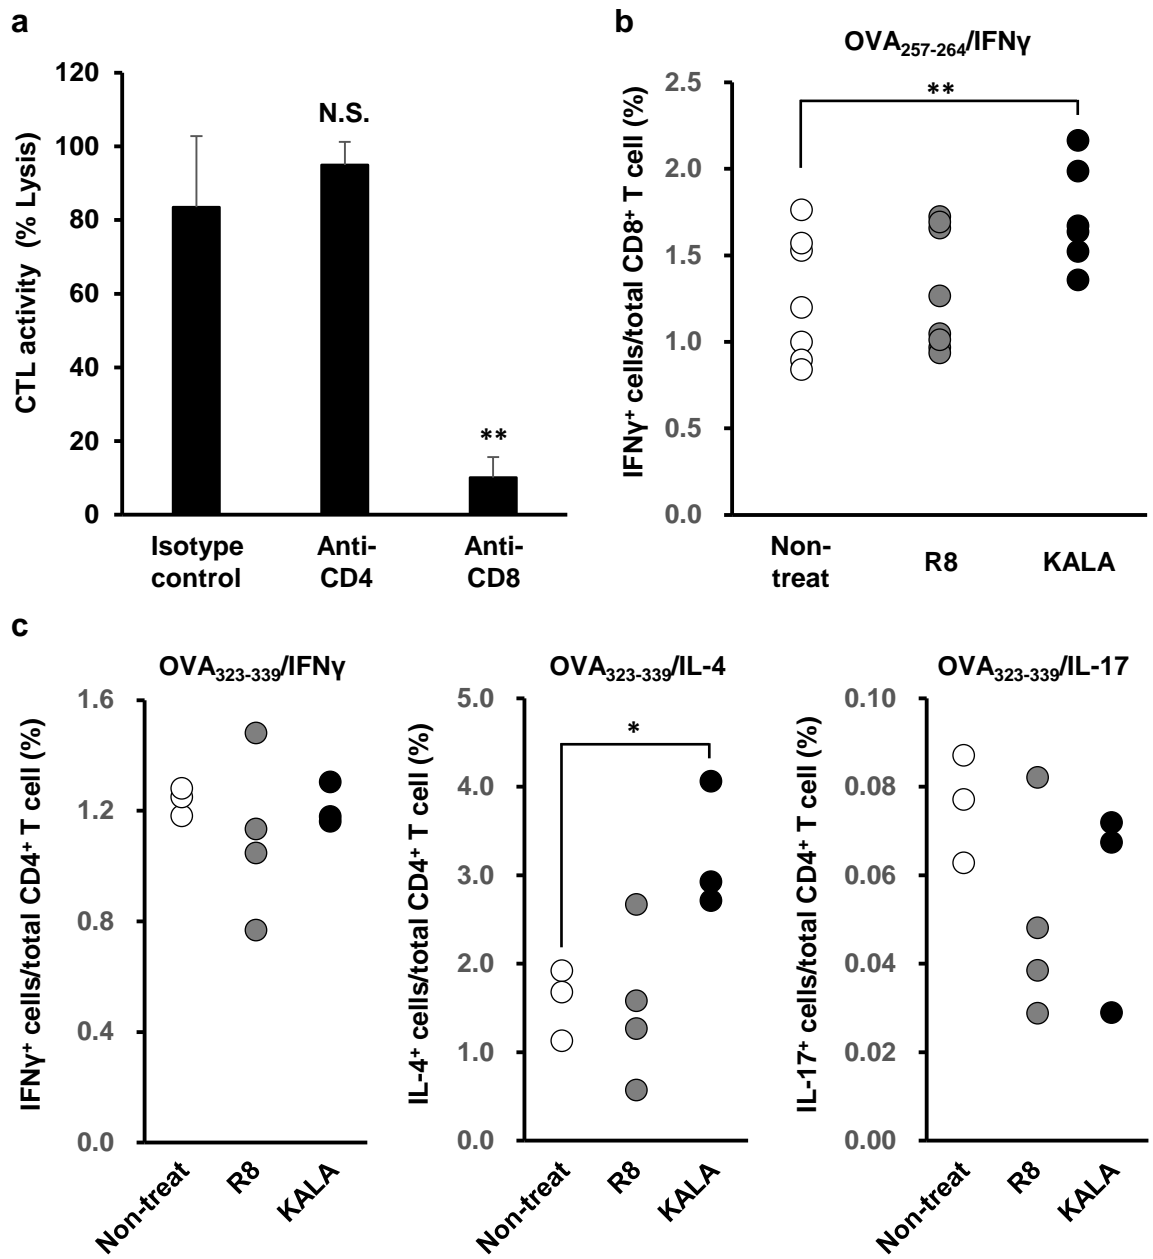 a
120
100
80
60
40
20
0
CTL activity (% Lysis)
N.S.
**
Isotype control
Anti-CD4
Anti-CD8
b
OVA257-264/IFNγ
2.5
2.0
1.5
1.0
0.5
0.0
IFNγ+ cells/total CD8+ T cell (%)
**
Non-treat
R8
KALA
c
OVA323-339/IFNγ
1.6
1.2
0.8
0.4
0.0
IFNγ+ cells/total CD4+ T cell (%)
Non-treat
R8
KALA
OVA323-339/IL-4
5.0
4.0
3.0
2.0
1.0
0.0
IL-4+ cells/total CD4+ T cell (%)
*
Non-treat
R8
KALA
OVA323-339/IL-17
0.10
0.08
0.06
0.04
0.02
0.00
IL-17+ cells/total CD4+ T cell (%)
Non-treat
R8
KALA